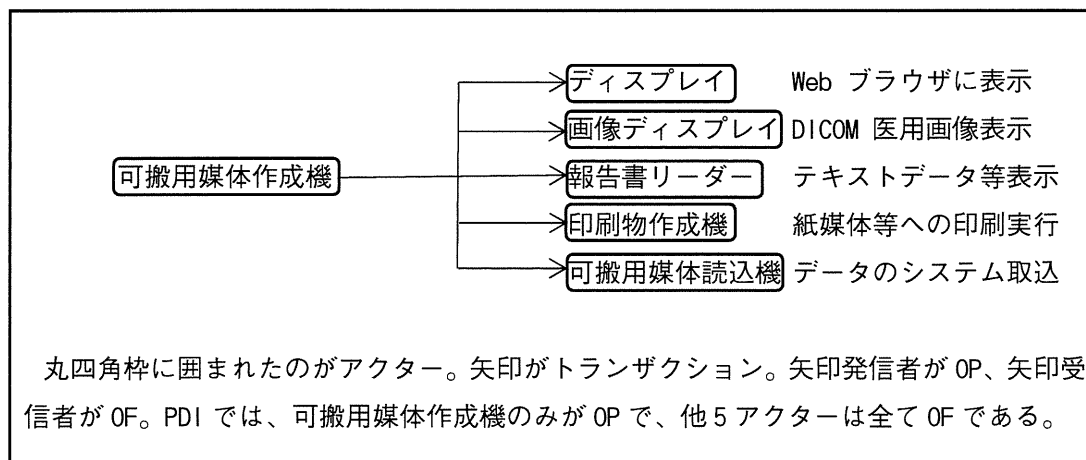 ディスプレイ Web ブラウザに表示
画像ディスプレイ DICOM 医用画像表示
可搬用媒体作成機 報告書リーダー テキストデータ等表示
印刷物作成機 紙媒体等への印刷実行
可搬用媒体読込機 データのシステム取込
丸四角枠に囲まれたのがアクター。矢印がトランザクション。矢印発信者が OP、矢印受
信者が OF。PDI では、可搬用媒体作成機のみが OP で、他5アクターは全て OF である。